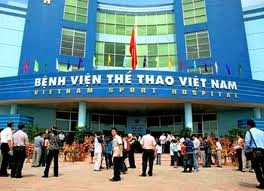 BỆNH VIỆN THỂ THAO VIỆT NAM
VIETNAM SPORT HOSPITAL